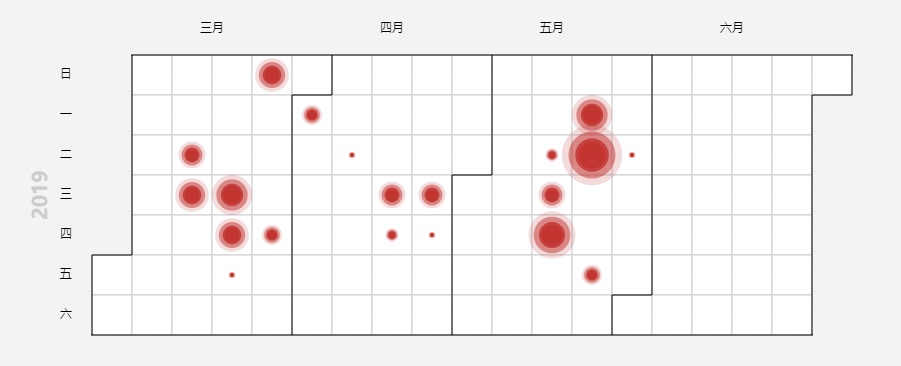 三月 四月 五月 六月
日
一
二
三
四
五
六
2019